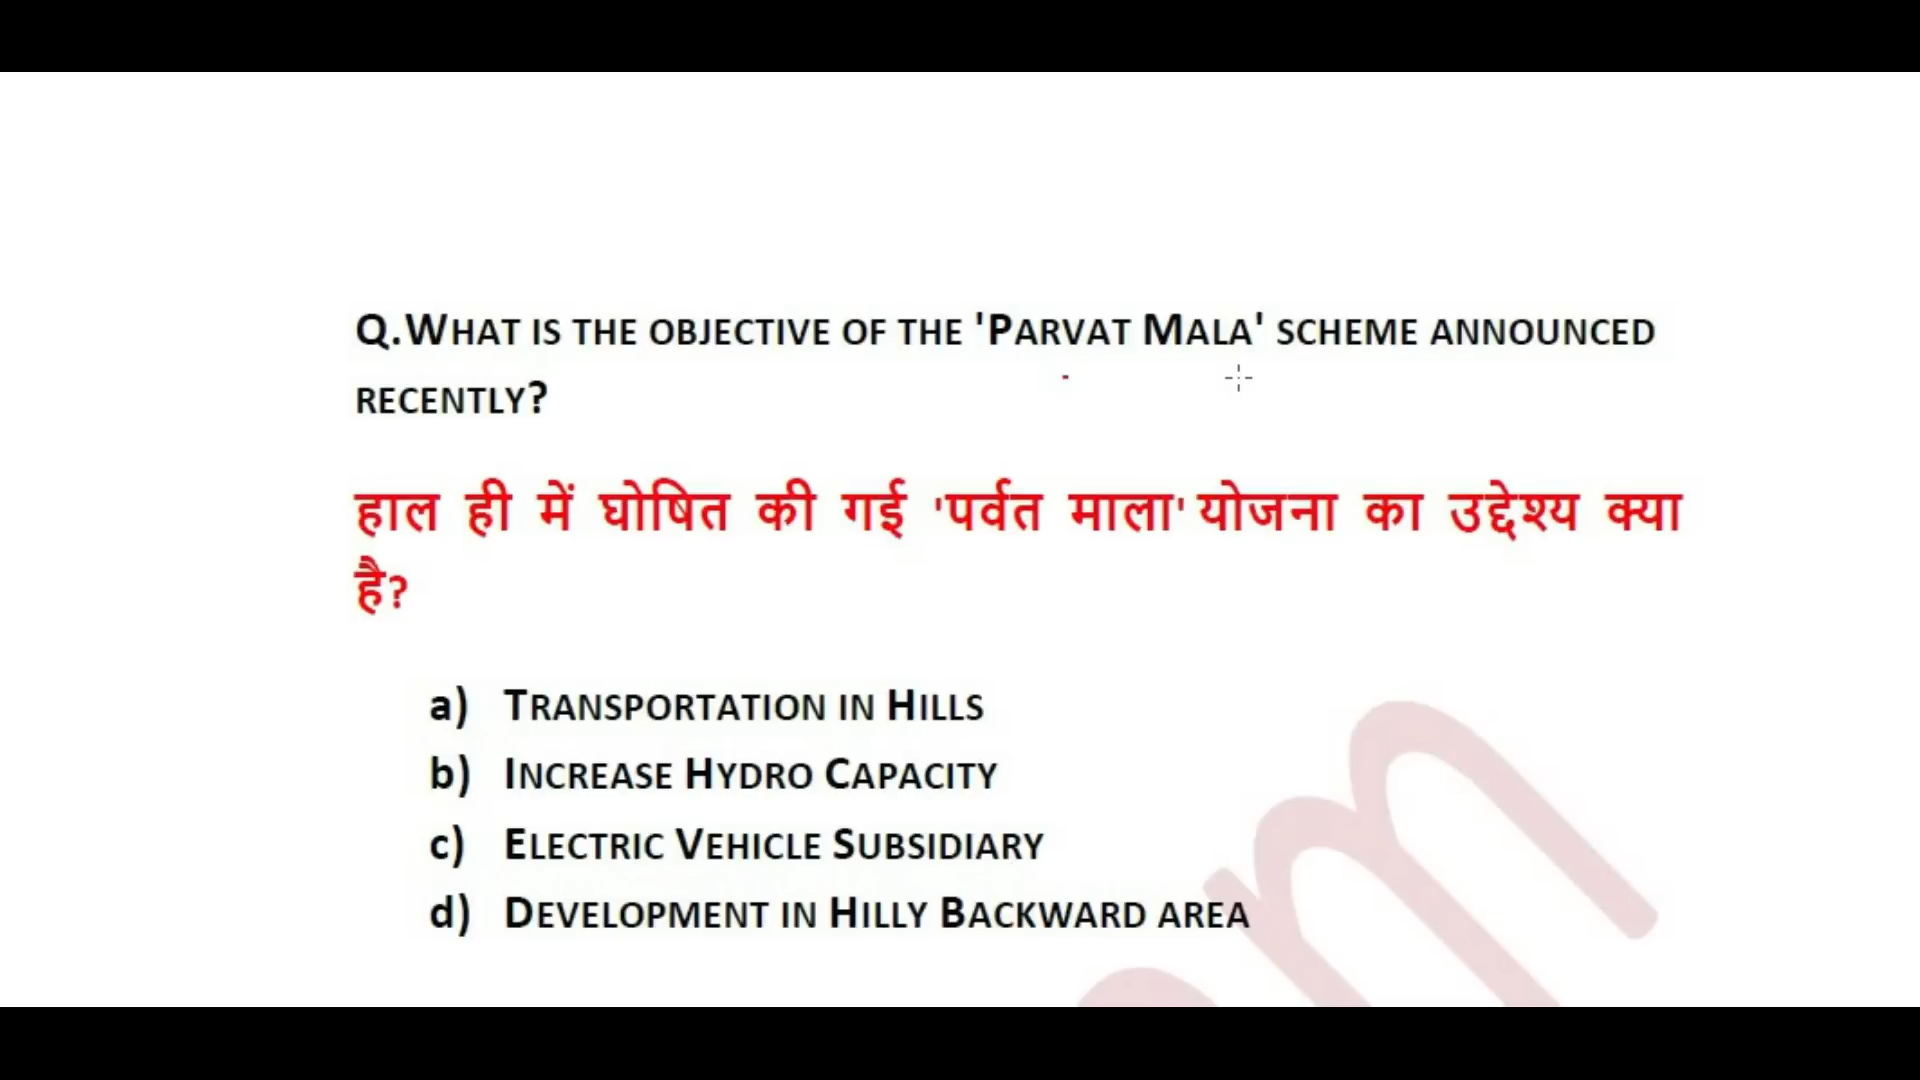 Q.What is the objective of the 'Parvat Mala' scheme announced
recently?
हाल ही में घोषित की गई 'पर्वत माला' योजना का उद्देश्य क्या
है?
a) Transportation in Hills
b) Increase Hydro Capacity
c) Electric Vehicle Subsidiary
d) Development in Hilly Backward area